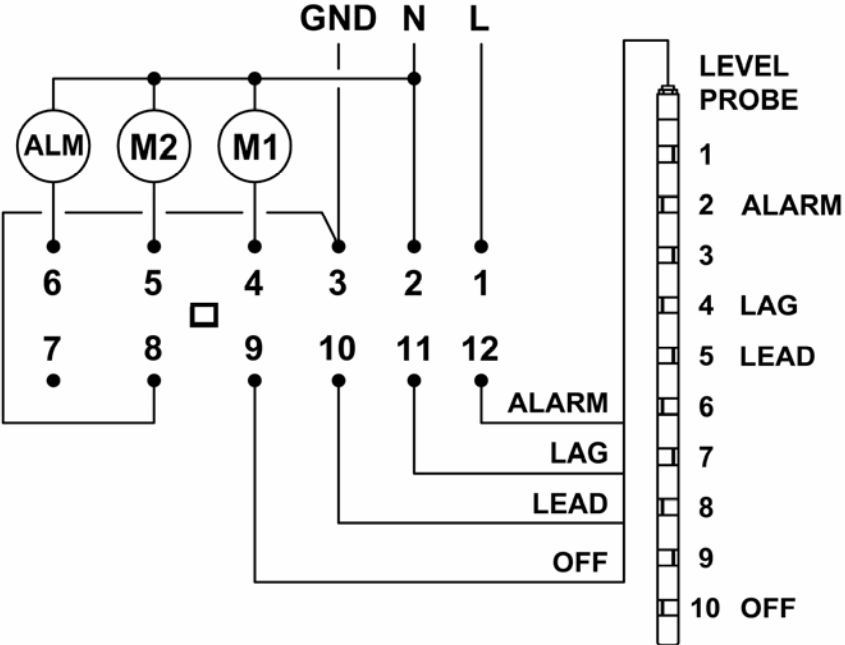 GND N L
LEVEL
PROBE
ALM M2 M1
1
2 ALARM
3
6 5 4 3 2 1
4 LAG
7 8 9 10 11 12
5 LEAD
ALARM
6
LAG
7
LEAD
8
OFF
9
10 OFF